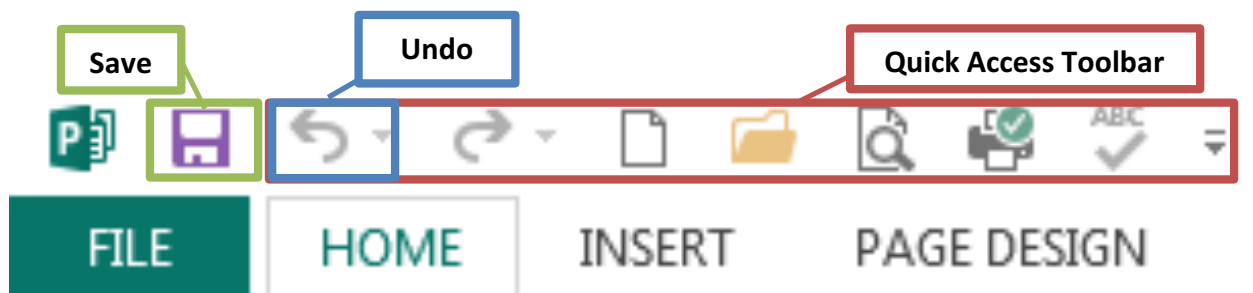 Save Undo Quick Access Toolbar
P ABC
FILE HOME INSERT PAGE DESIGN